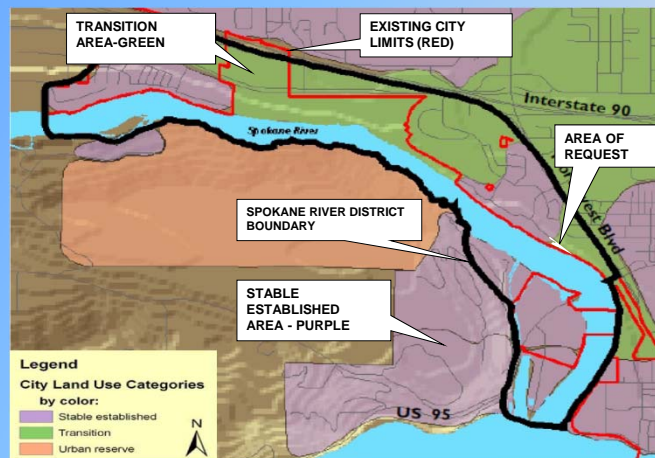 TRANSITION
AREA-GREEN
EXISTING CITY
LIMITS (RED)
Interstate 90
AREA OF
REQUEST
Spokane River
SPOKANE RIVER DISTRICT
BOUNDARY
STABLE
ESTABLISHED
AREA - PURPLE
US 95
Legend
City Land Use Categories
by color:
Stable established
Transition
Urban reserve
N
Blvd